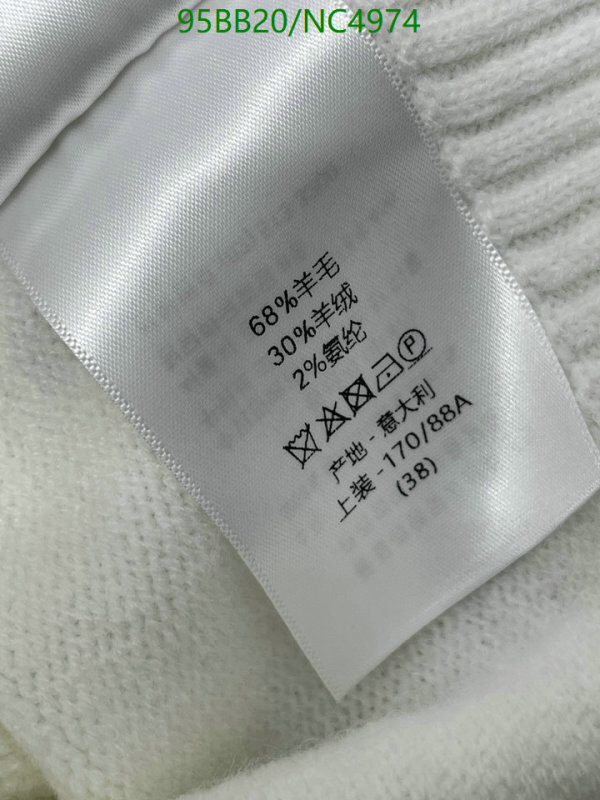 95BB20/NC4974
68%羊毛
30%羊绒
2%氨纶
P
产地-意大利
上装-170/88A
(38)